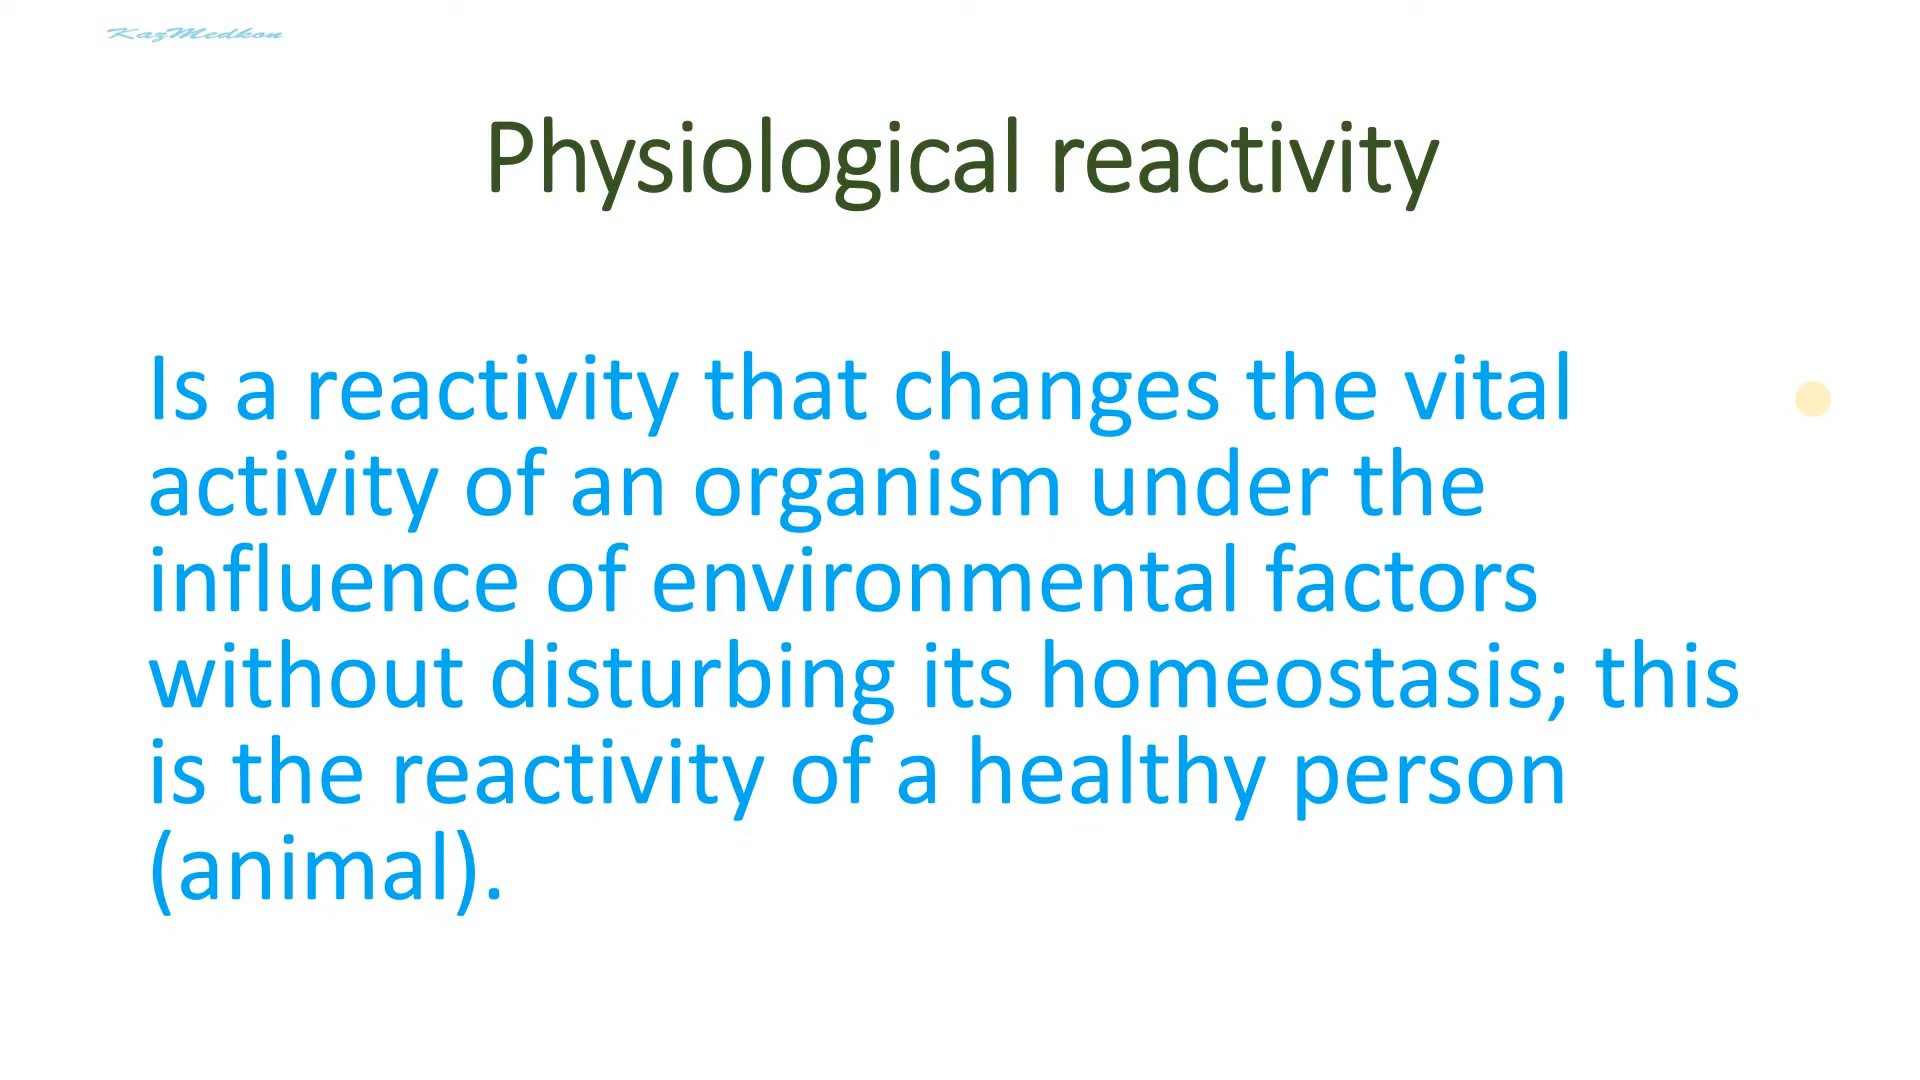 KazMedkon
Physiological reactivity
Is a reactivity that changes the vital
activity of an organism under the
influence of environmental factors
without disturbing its homeostasis; this
is the reactivity of a healthy person
(animal).